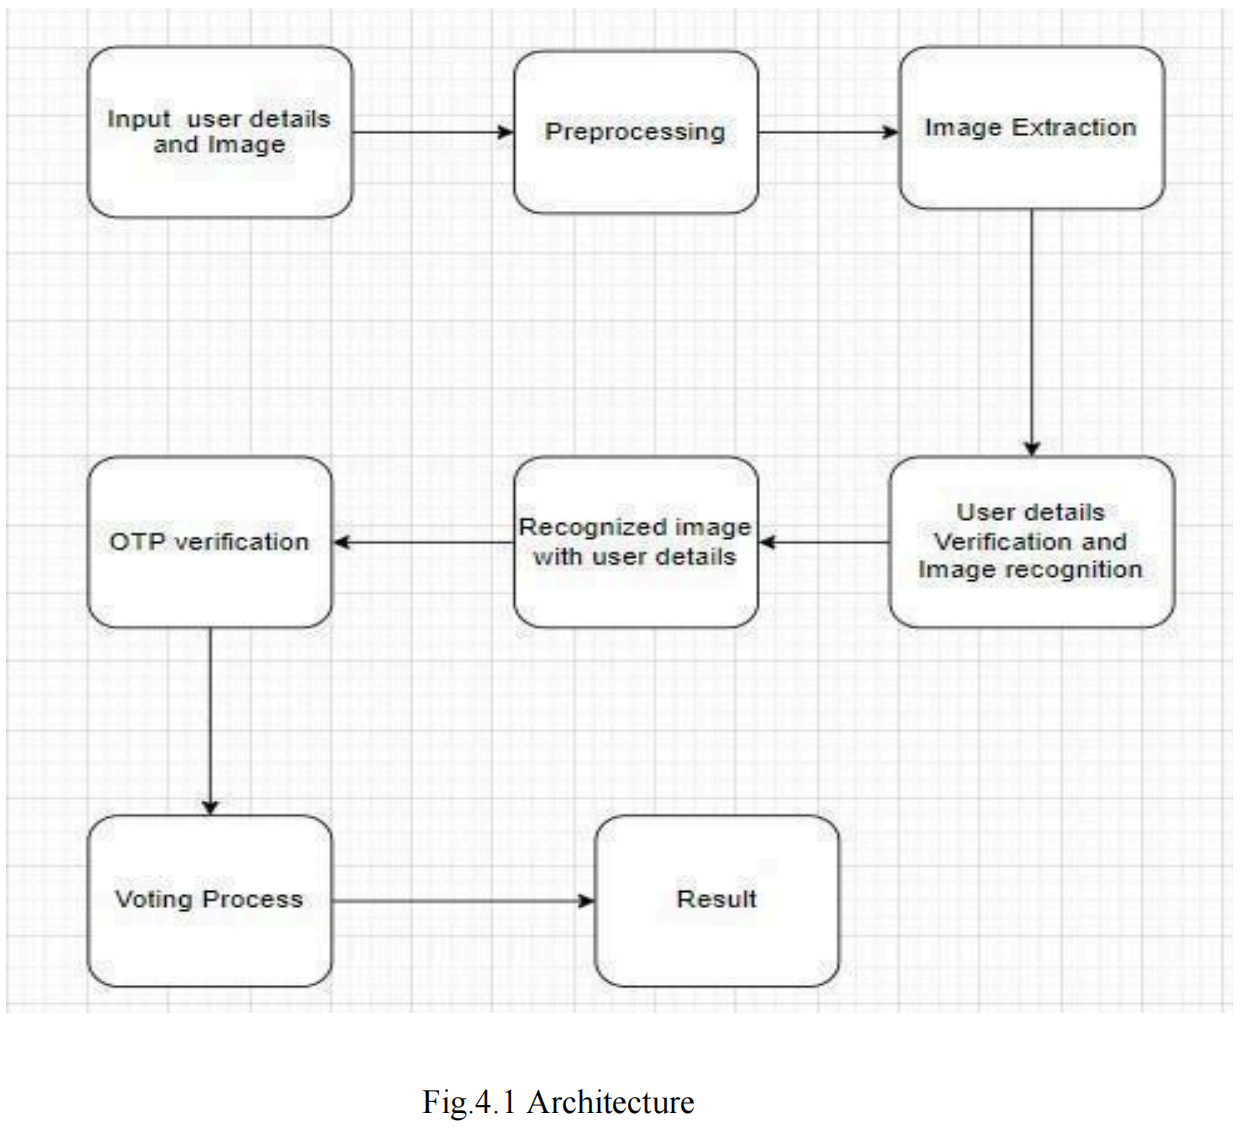 Input user details
and Image
Preprocessing
Image Extraction
User details
Verification and
Image recognition
Recognized image
with user details
OTP verification
Voting Process
Result
Fig.4.1 Architecture